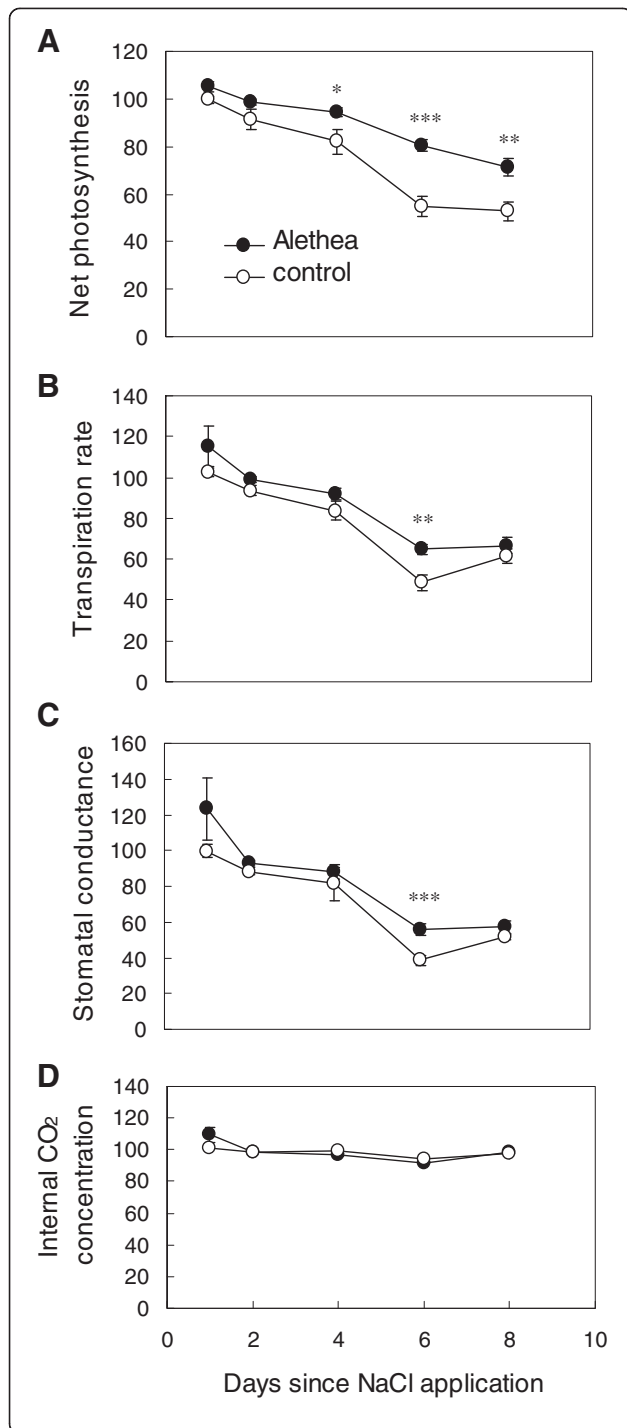 A
Net photosynthesis
120
100
80
60
40
20
0
*
***
**
Alethea
control
B
Transpiration rate
140
120
100
80
60
40
20
0
**
C
Stomatal conductance
160
140
120
100
80
60
40
20
0
***
D
Internal CO₂
concentration
140
120
100
80
60
40
20
0
0 2 4 6 8 10
Days since NaCl application